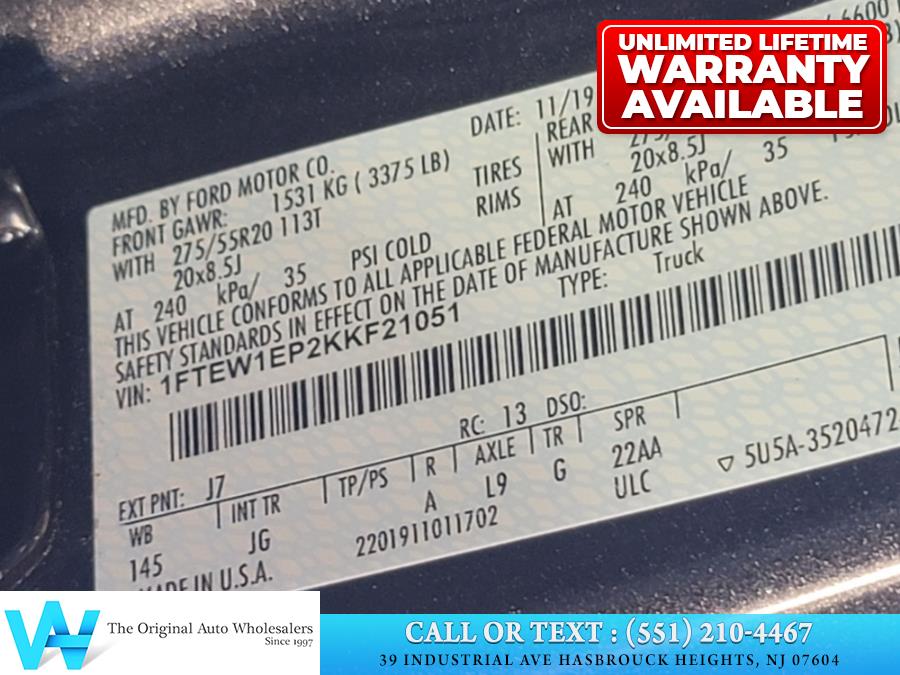 UNLIMITED LIFETIME
WARRANTY
AVAILABLE
6600
MFD. BY FORD MOTOR CO.
DATE: 11/19
FRONT GAWR: 1531 KG ( 3375 LB)
REAR
WITH 275/55R20 113T
TIRES
WITH
20x8.5J
RIMS
20x8.5J
AT 240 kPa/ 35 PSI COLD
AT 240 kPa/ 35
THIS VEHICLE CONFORMS TO ALL APPLICABLE FEDERAL MOTOR VEHICLE
SAFETY STANDARDS IN EFFECT ON THE DATE OF MANUFACTURE SHOWN ABOVE.
VIN: 1FTEW1EP2KKF21051
TYPE: Truck
RC: 13 DSO:
EXT PNT: J7
WB INT TR TP/PS R AXLE TR SPR
145 JG A L9 G 22AA
ULC
2201911011702
5U5A-3520472-
MADE IN U.S.A.
The Original Auto Wholesalers
Since 1997
CALL OR TEXT : (551) 210-4467
39 INDUSTRIAL AVE HASBROUCK HEIGHTS, NJ 07604